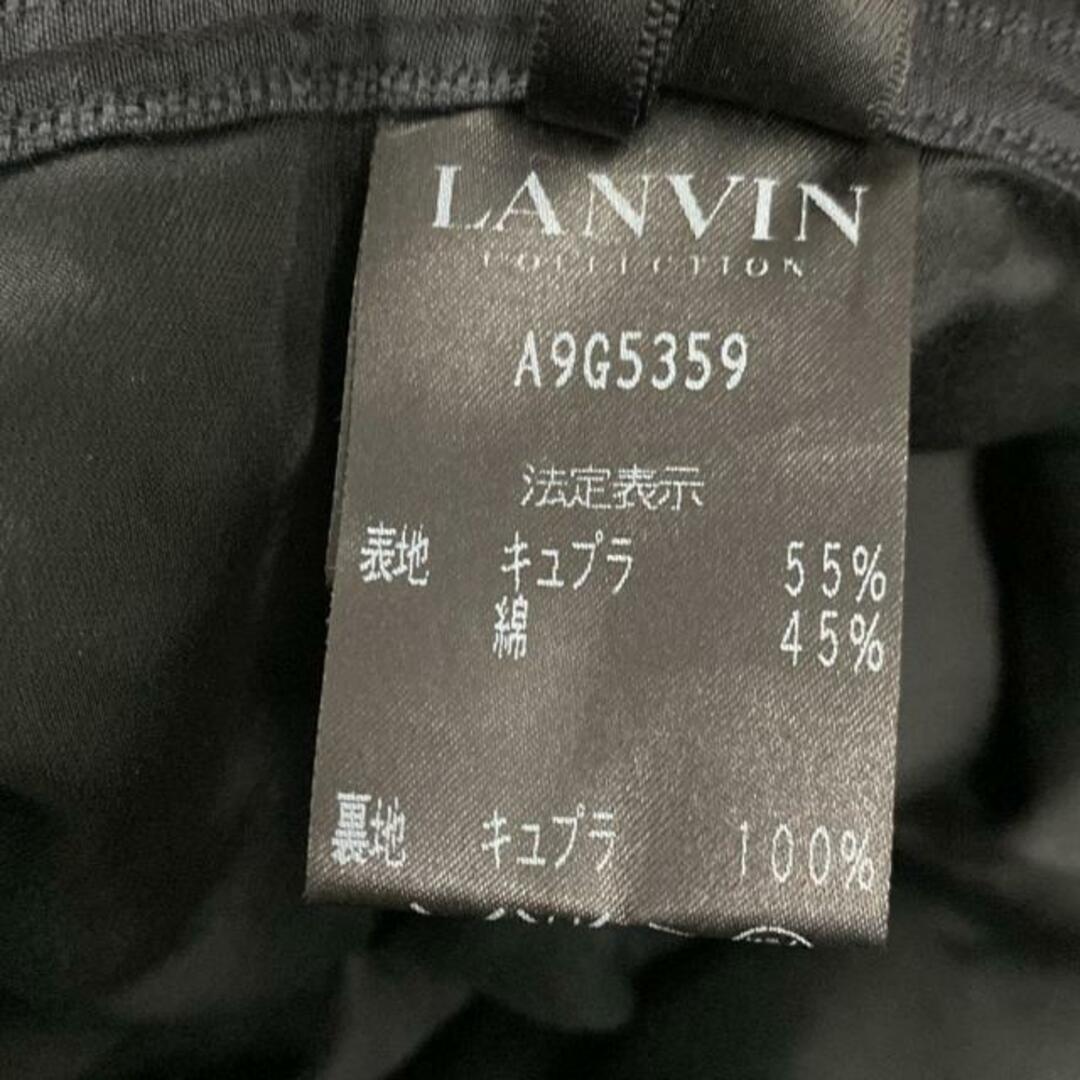 LANVIN
COLLECTION
A9G5359
法定表示
表地 キュプラ 55%
綿 45%
裏地 キュプラ 100%